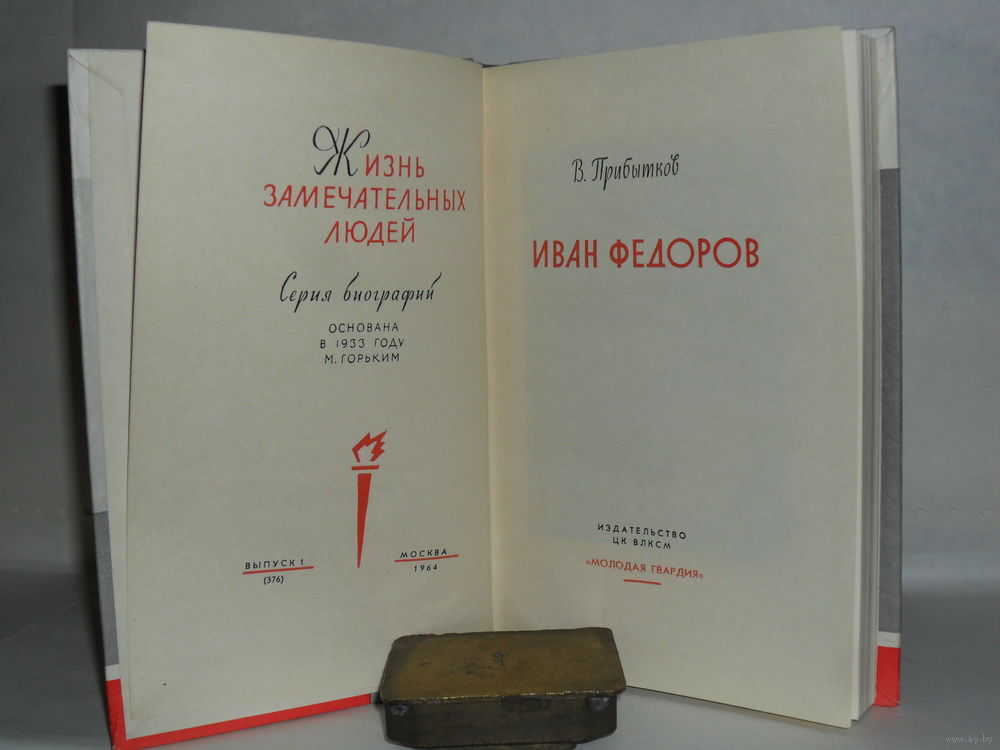 Жизнь
ЗАМЕЧАТЕЛЬНЫХ
ЛЮДЕЙ
Серия биографий
ОСНОВАНА
В 1933 ГОДУ
М. ГОРЬКИМ
ВЫПУСК 1
(376)
МОСКВА
1964
В. Прибытков
ИВАН ФЕДОРОВ
ИЗДАТЕЛЬСТВО
ЦК ВЛКСМ
«МОЛОДАЯ ГВАРДИЯ»
www.ay.by